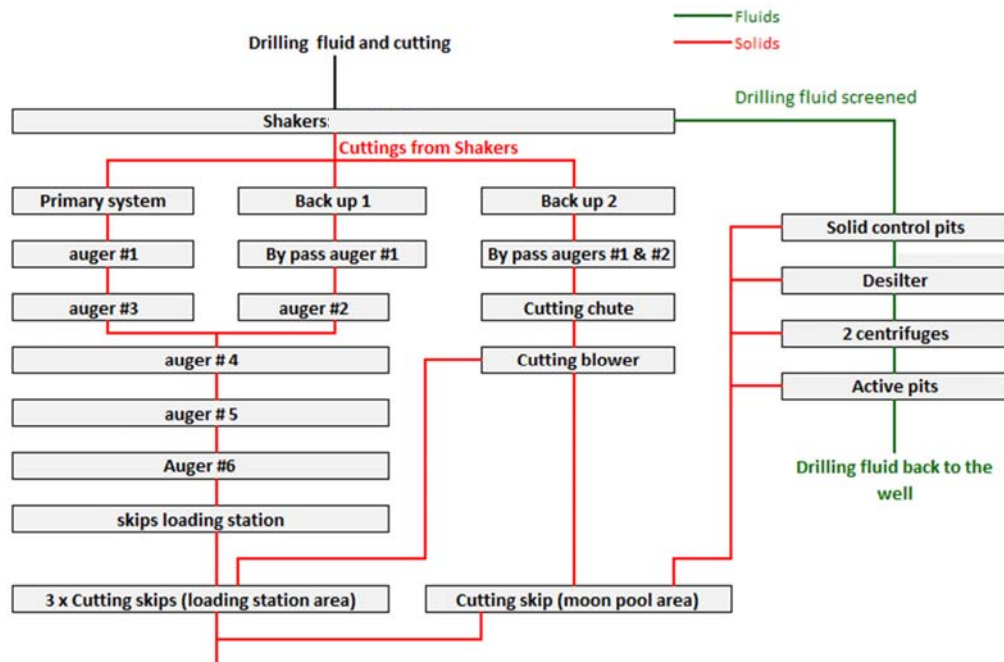 Fluids
Solids
Drilling fluid and cutting
Drilling fluid screened
Shakers:
Cuttings from Shakers
Primary system
Back up 1
Back up 2
Solid control pits
auger #1
By pass auger #1
By pass augers #1 & #2
Desilter
auger #3
auger #2
Cutting chute
2 centrifuges
auger # 4
Cutting blower
Active pits
auger # 5
Auger #6
Drilling fluid back to the
well
skips loading station
3 x Cutting skips (loading station area)
Cutting skip (moon pool area)